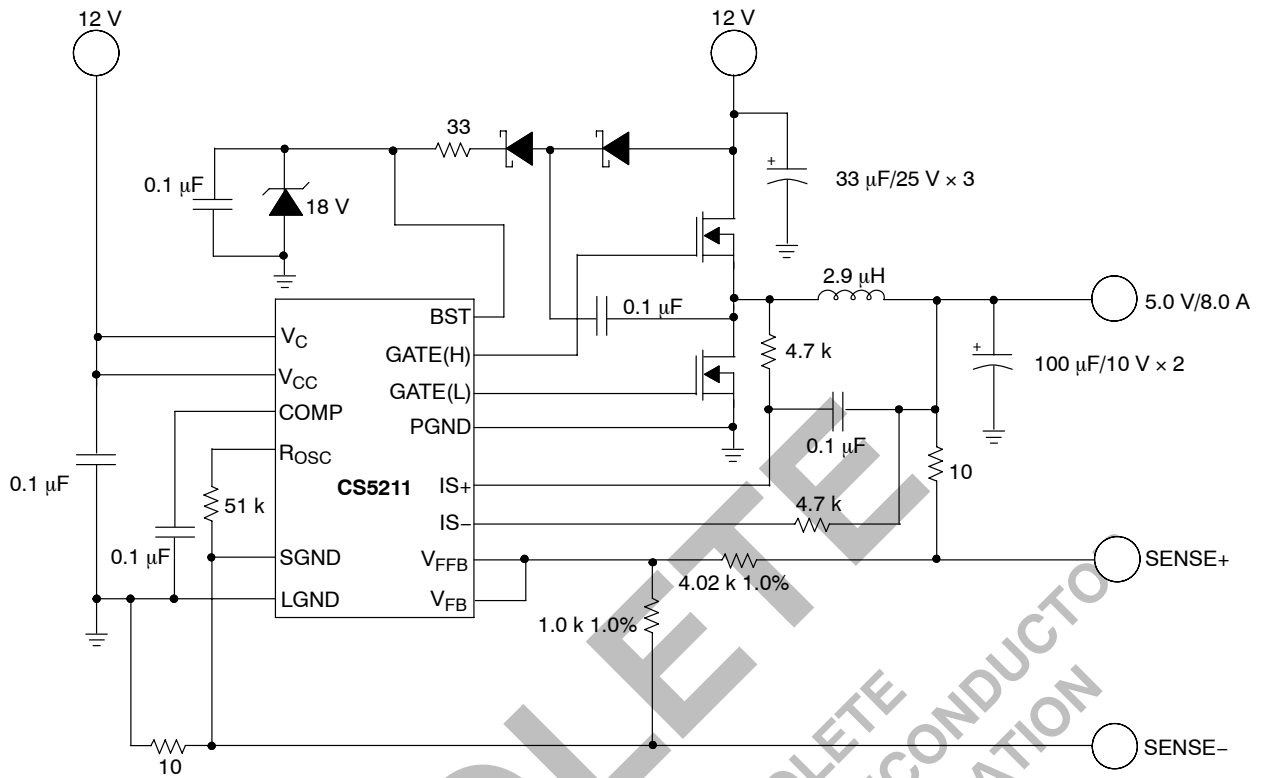 12 V
12 V
33
0.1 μF
18 V
33 μF/25 V × 3
2.9 μH
0.1 μF
5.0 V/8.0 A
BST
VC
GATE(H)
4.7 k
VCC
GATE(L)
100 μF/10 V × 2
COMP
PGND
ROSC
0.1 μF
0.1 μF
CS5211
IS+
10
51 k
4.7 k
IS−
0.1 μF
SGND
VFFB
SENSE+
4.02 k 1.0%
LGND
VFB
1.0 k 1.0%
10
SENSE−